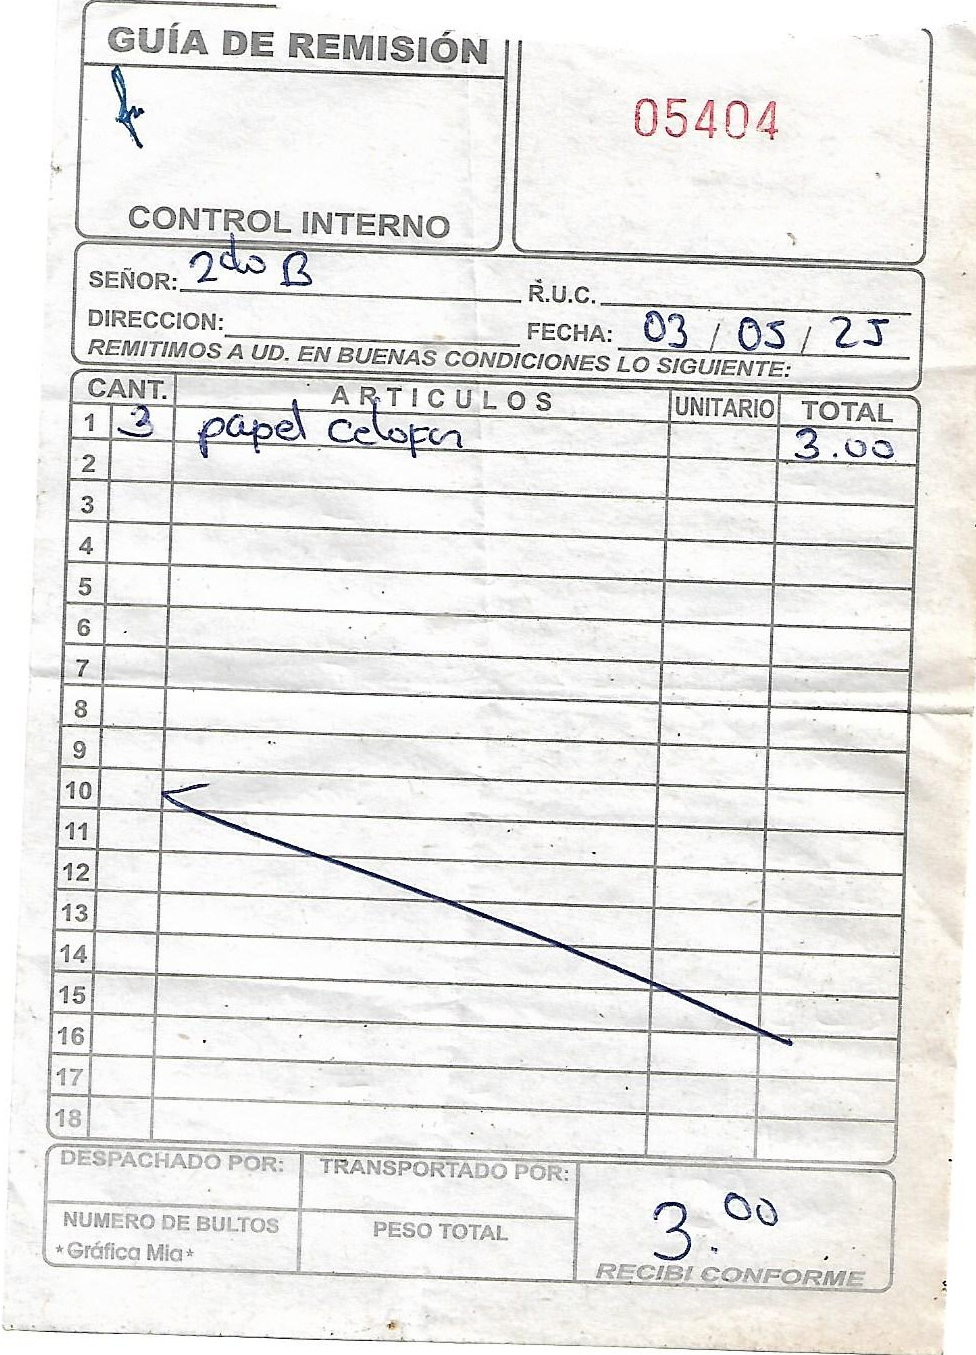 GUÍA DE REMISIÓN
05404
CONTROL INTERNO
SEÑOR: 2do B
R.U.C.
DIRECCION:
FECHA: 03 / 05 / 25
REMITIMOS A UD. EN BUENAS CONDICIONES LO SIGUIENTE:
CANT. ARTICULOS UNITARIO TOTAL
1 3 papel celofan 3.00
2
3
4
5
6
7
8
9
10
11
12
13
14
15
16
17
18
DESPACHADO POR: TRANSPORTADO POR:
3.00
NUMERO DE BULTOS PESO TOTAL
*Gráfica Mia*
RECIBI CONFORME